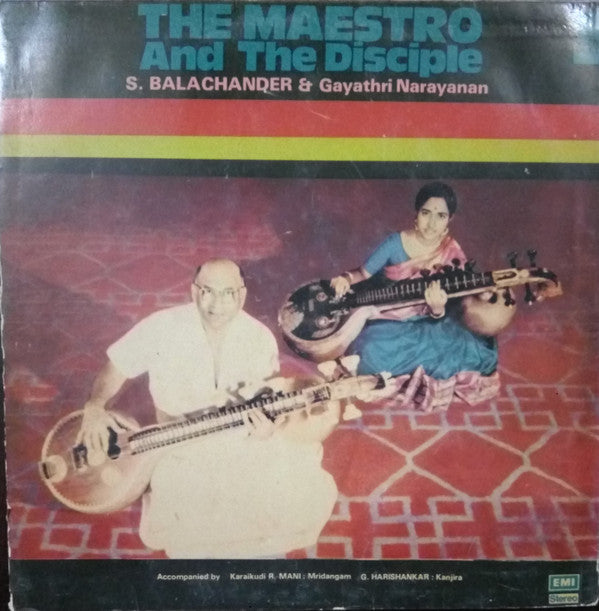 THE MAESTRO
And The Disciple
S. BALACHANDER & Gayathri Narayanan
Accompanied by Karaikudi R. MANI : Mridangam G. HARISHANKAR : Kanjira
EMI
Stereo